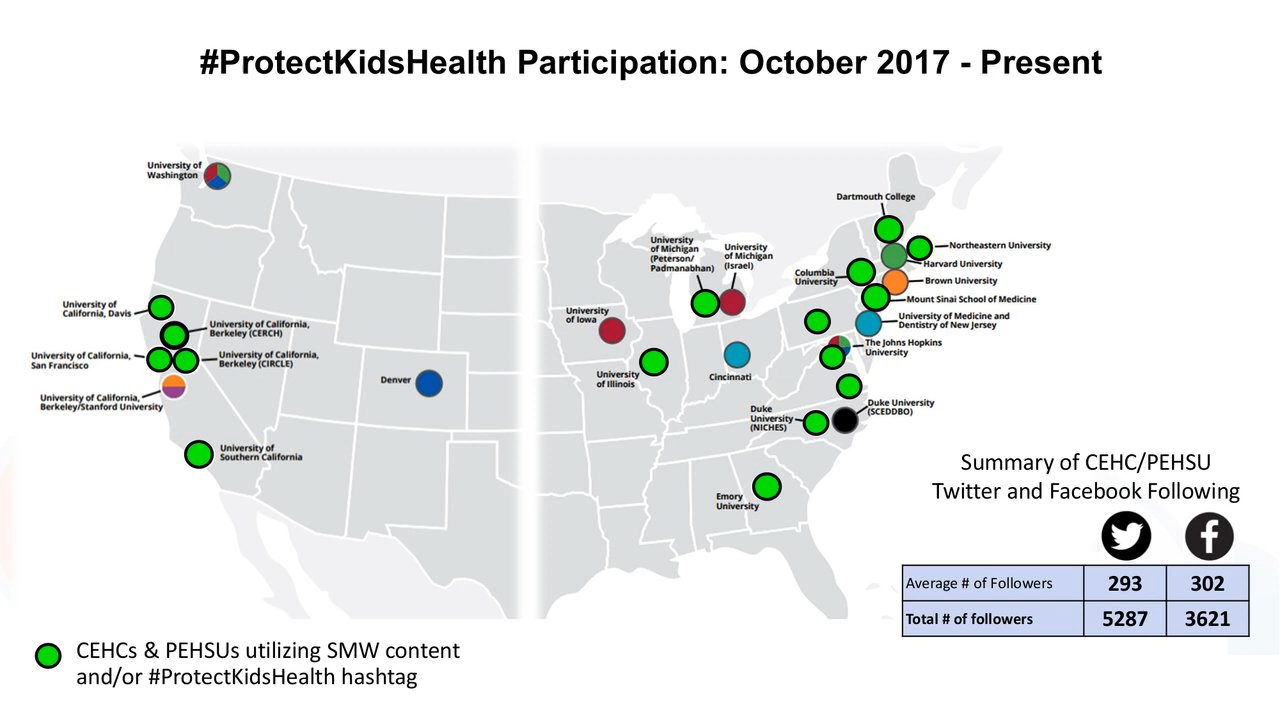 #ProtectKidsHealth Participation: October 2017 - Present
University of
Washington
Dartmouth College
University
of Michigan
(Peterson/
Padmanabhan)
University
of Michigan
(Israel)
Northeastern University
Harvard University
Columbia
University
Brown University
Mount Sinai School of Medicine
University of
California, Davis
University of California,
Berkeley (CERCH)
University
of Iowa
University of Medicine and
Dentistry of New Jersey
University of California,
San Francisco
University of California,
Berkeley (CIRCLE)
The Johns Hopkins
University
Denver
University
of Illinois
Cincinnati
University of California,
Berkeley/Stanford University
Duke
University
(NICHES)
Duke University
(SCEDDBO)
University of
Southern California
Emory
University
Summary of CEHC/PEHSU
Twitter and Facebook Following
Average # of Followers 293 302
Total # of followers 5287 3621
CEHCs & PEHSUs utilizing SMW content
and/or #ProtectKidsHealth hashtag